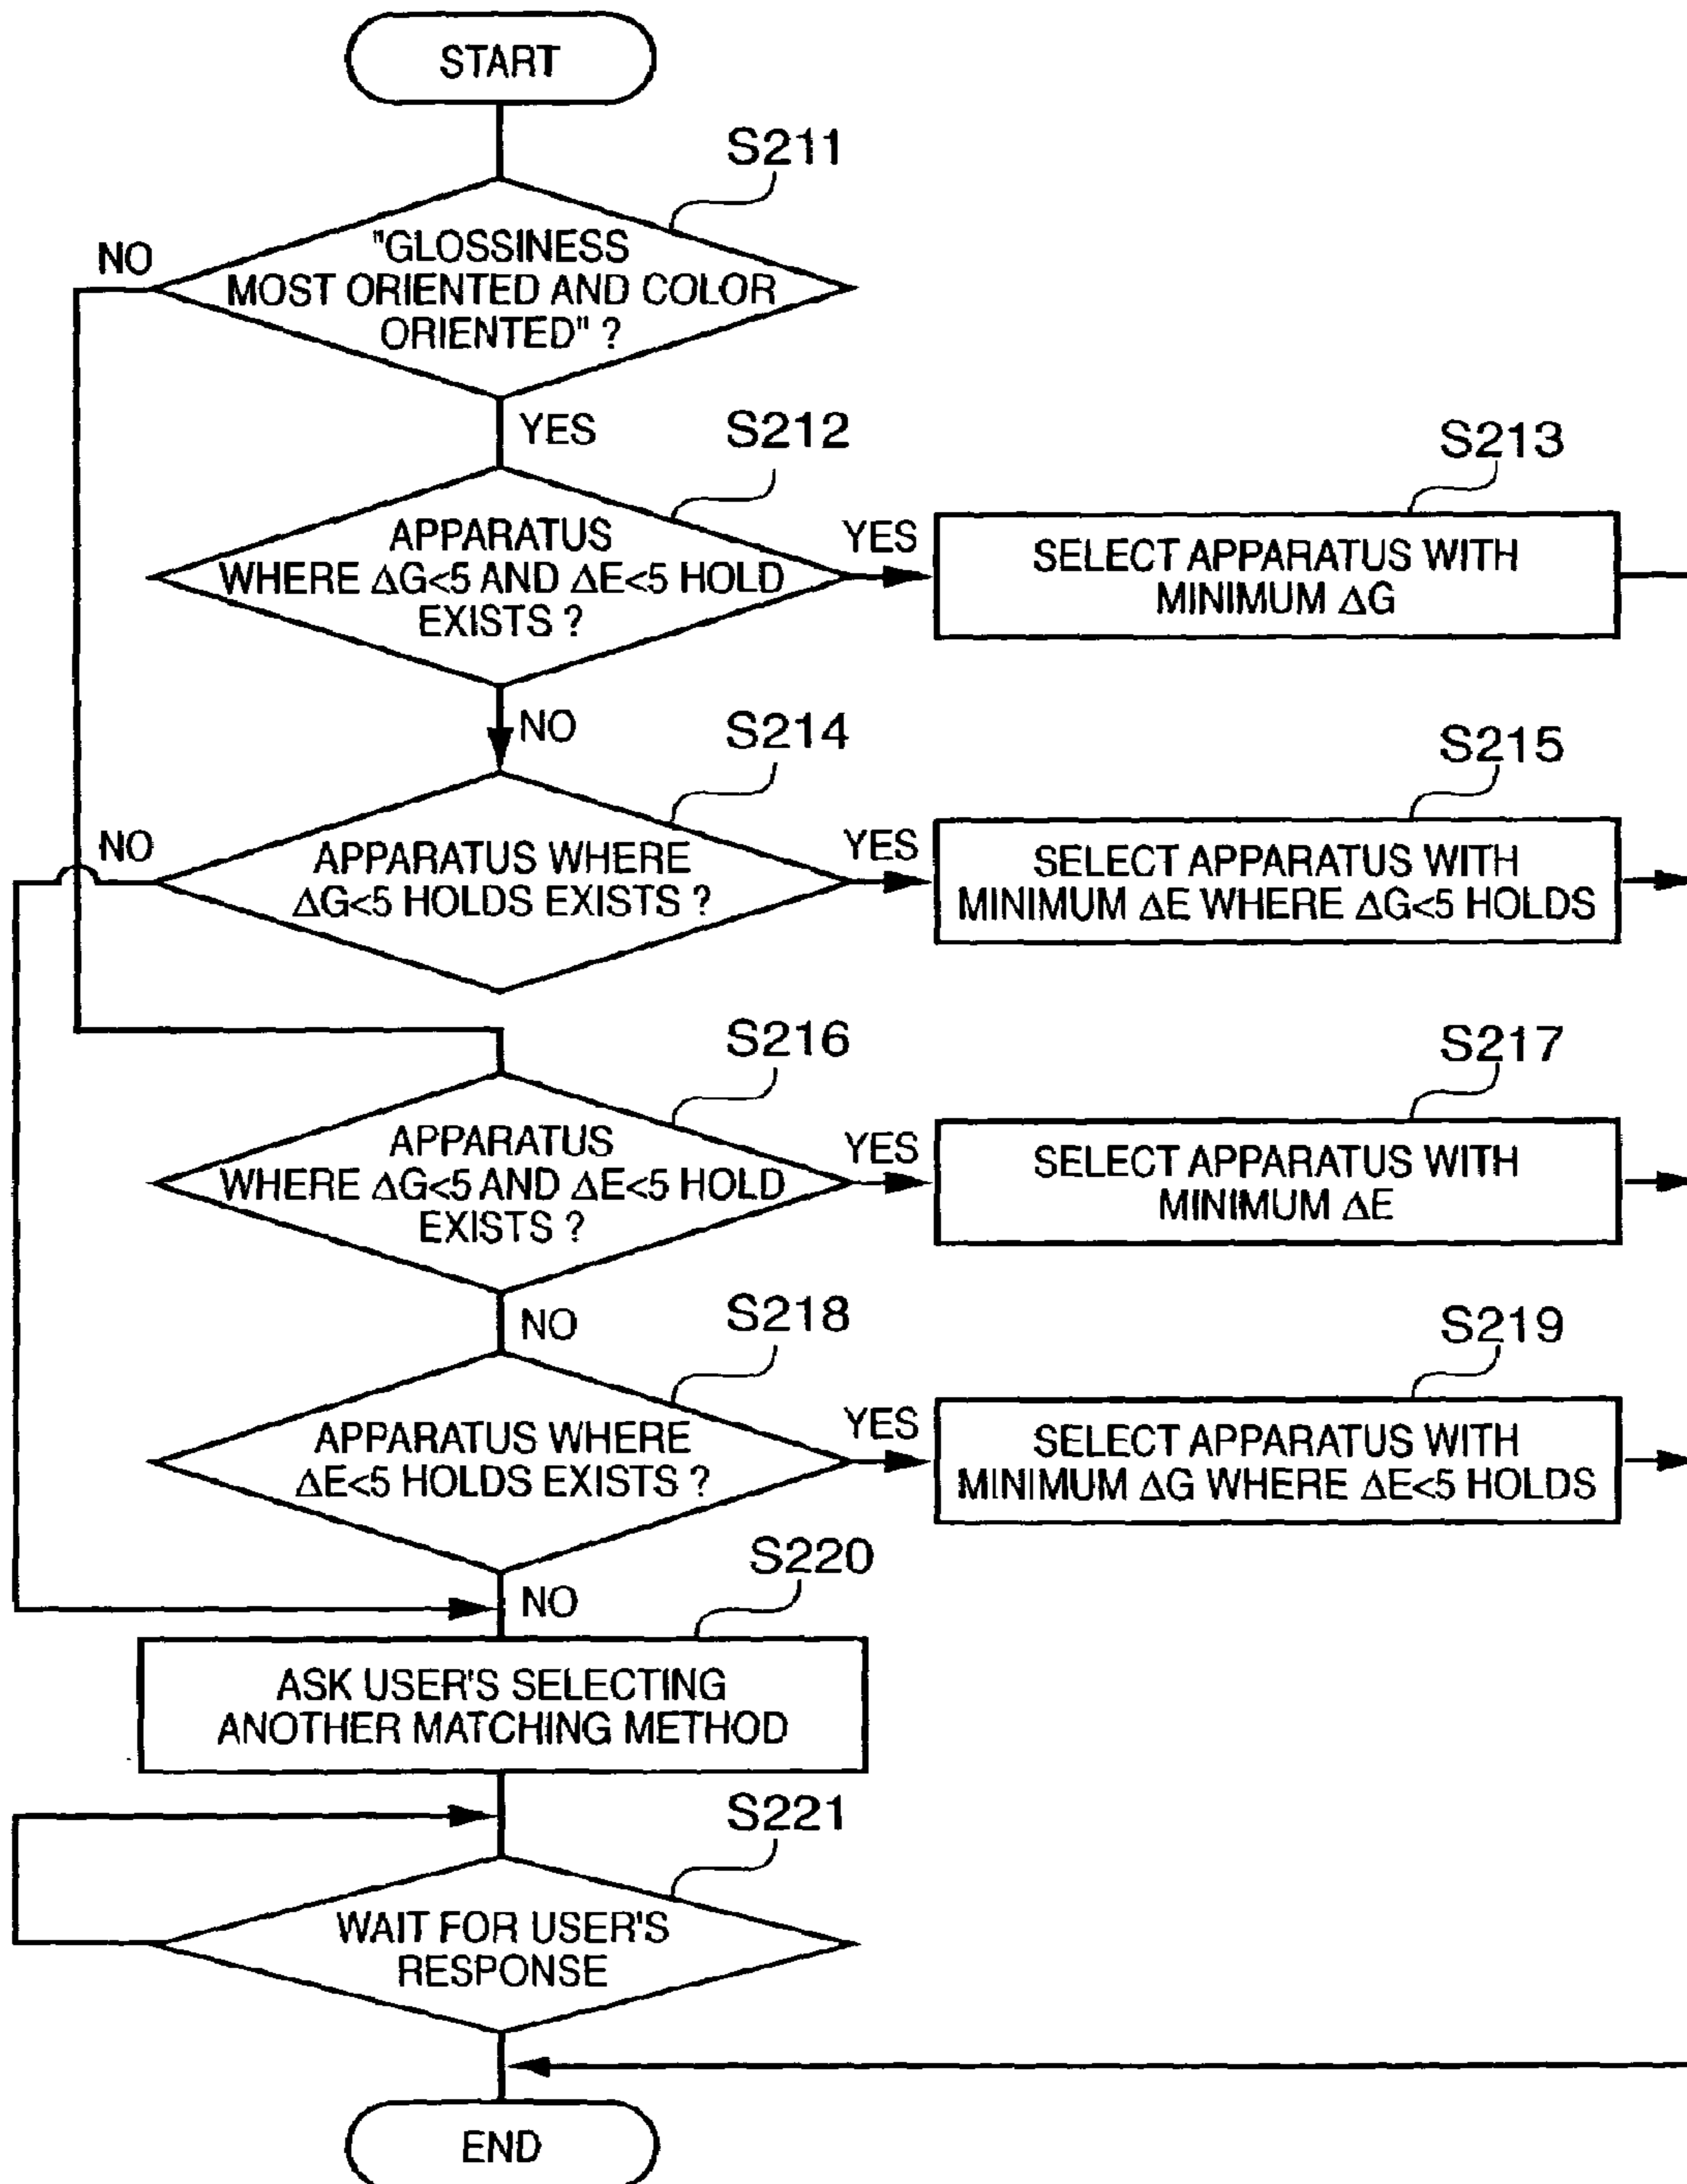 START
S211
"GLOSSINESS
MOST ORIENTED AND COLOR
ORIENTED" ?
NO
YES
S212
APPARATUS
WHERE ΔG<5 AND ΔE<5 HOLD
EXISTS ?
YES
S213
SELECT APPARATUS WITH
MINIMUM ΔG
NO
S214
NO
APPARATUS WHERE
ΔG<5 HOLDS EXISTS ?
YES
S215
SELECT APPARATUS WITH
MINIMUM ΔE WHERE ΔG<5 HOLDS
S216
APPARATUS
WHERE ΔG<5 AND ΔE<5 HOLD
EXISTS ?
YES
S217
SELECT APPARATUS WITH
MINIMUM ΔE
NO
S218
APPARATUS WHERE
ΔE<5 HOLDS EXISTS ?
YES
S219
SELECT APPARATUS WITH
MINIMUM ΔG WHERE ΔE<5 HOLDS
NO
S220
ASK USER'S SELECTING
ANOTHER MATCHING METHOD
S221
WAIT FOR USER'S
RESPONSE
END